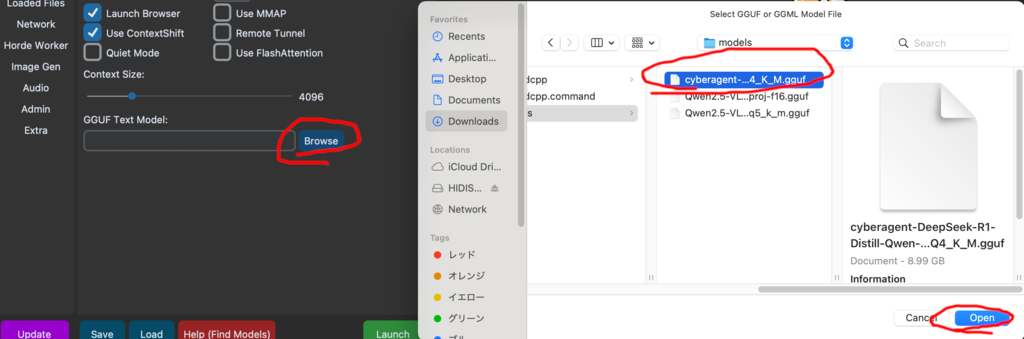 Loaded Files
Network
Horde Worker
Image Gen
Audio
Admin
Extra
Launch Browser
Use MMAP
Use ContextShift
Remote Tunnel
Quiet Mode
Use FlashAttention
Context Size:
4096
GGUF Text Model:
Browse
Update
Save
Load
Help (Find Models)
Launch
Select GGUF or GGML Model File
Favorites
Recents
Applicati...
Desktop
Documents
Downloads
Locations
iCloud Dri...
HIDIS...
Network
Tags
レッド
オレンジ
イエロー
グリーン
models
Search
dcpp
dcpp.command
s
cyberagent-...4_K_M.gguf
Qwen2.5-VL...proj-f16.gguf
Qwen2.5-VL...q5_k_m.gguf
cyberagent-DeepSeek-R1-
Distill-Qwen-...Q4_K_M.gguf
Document - 8.99 GB
Information
Cancel
Open